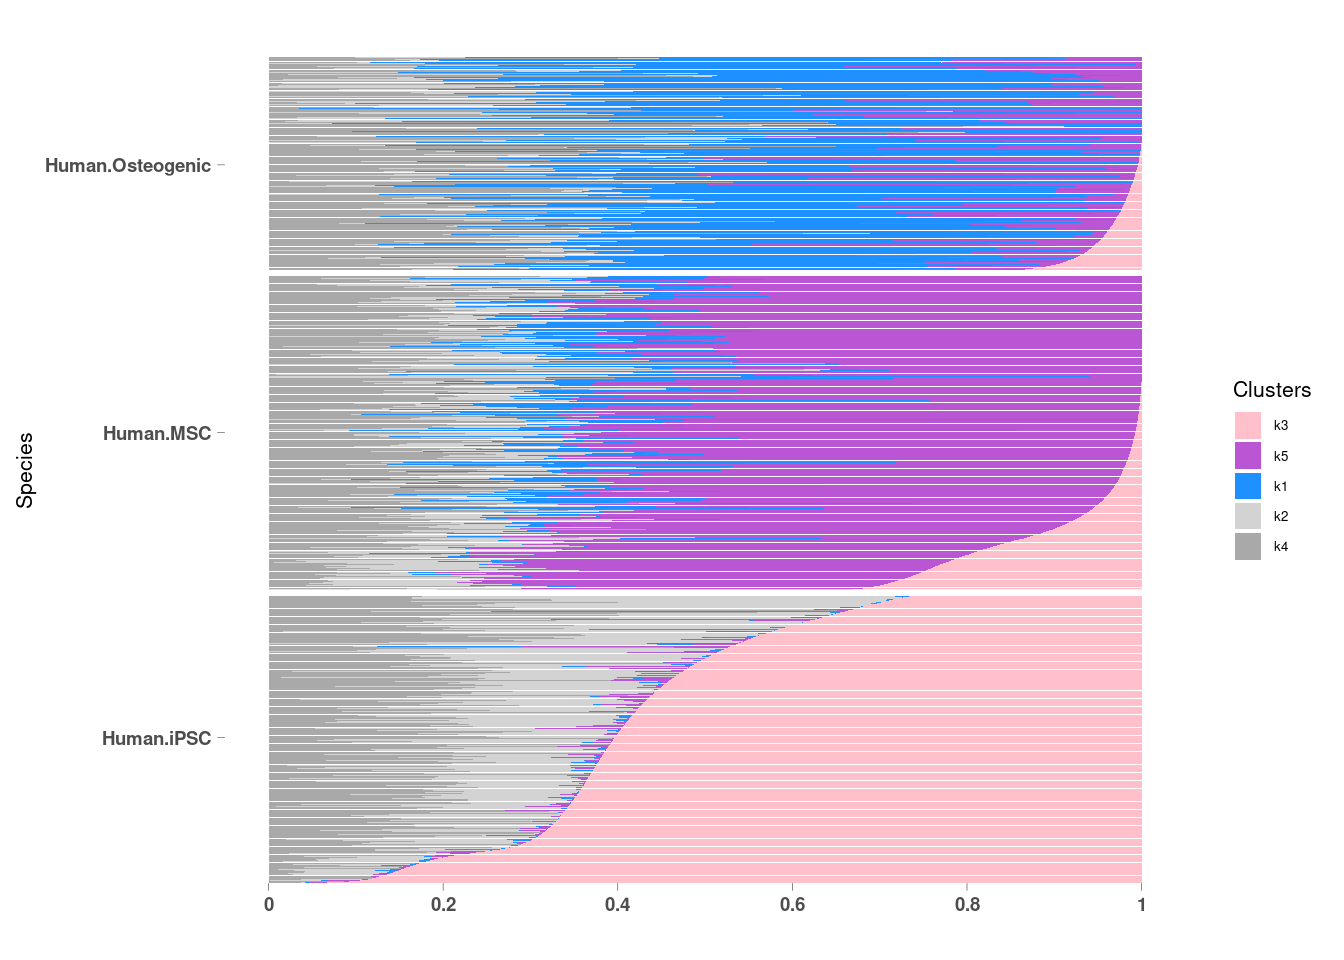 Species
Human.Osteogenic
Human.MSC
Human.iPSC
0 0.2 0.4 0.6 0.8 1
Clusters
k3
k5
k1
k2
k4